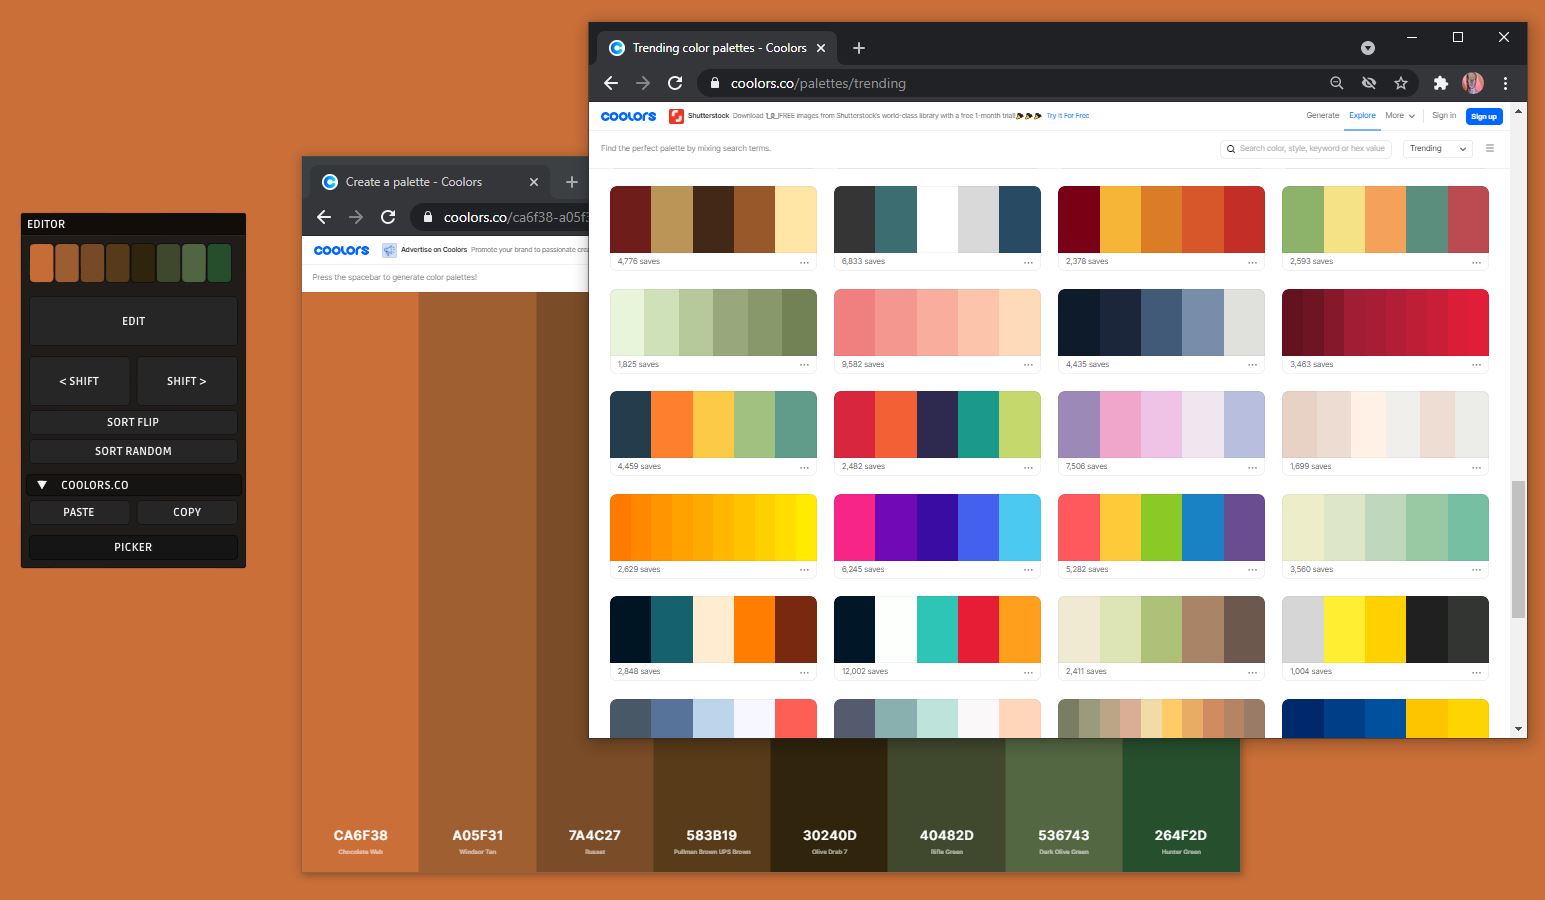 EDITOR
EDIT
< SHIFT
SHIFT >
SORT FLIP
SORT RANDOM
COOLORS.CO
PASTE
COPY
PICKER
Create a palette - Coolors
coolors.co/ca6f38-a05f3
coolors
Advertise on Coolors Promote your brand to passionate crea
Press the spacebar to generate color palettes!
CA6F38
Chocolate Web
A05F31
Windsor Tan
7A4C27
Russet
583B19
Pullman Brown UPS Brown
30240D
Olive Drab 7
40482D
Rifle Green
536743
Dark Olive Green
264F2D
Hunter Green
Trending color palettes - Coolors
coolors.co/palettes/trending
coolors
Shutterstock Download FREE images from Shutterstock's world-class library with a free 1-month trial! Try It For Free
Generate
Explore
More
Sign in
Sign up
Find the perfect palette by mixing search terms.
Search color, style, keyword or hex value
Trending
4,776 saves
6,833 saves
2,378 saves
2,593 saves
1,825 saves
9,582 saves
4,435 saves
3,463 saves
4,459 saves
2,482 saves
7,506 saves
1,699 saves
2,629 saves
6,245 saves
5,282 saves
3,560 saves
2,848 saves
12,002 saves
2,411 saves
1,004 saves